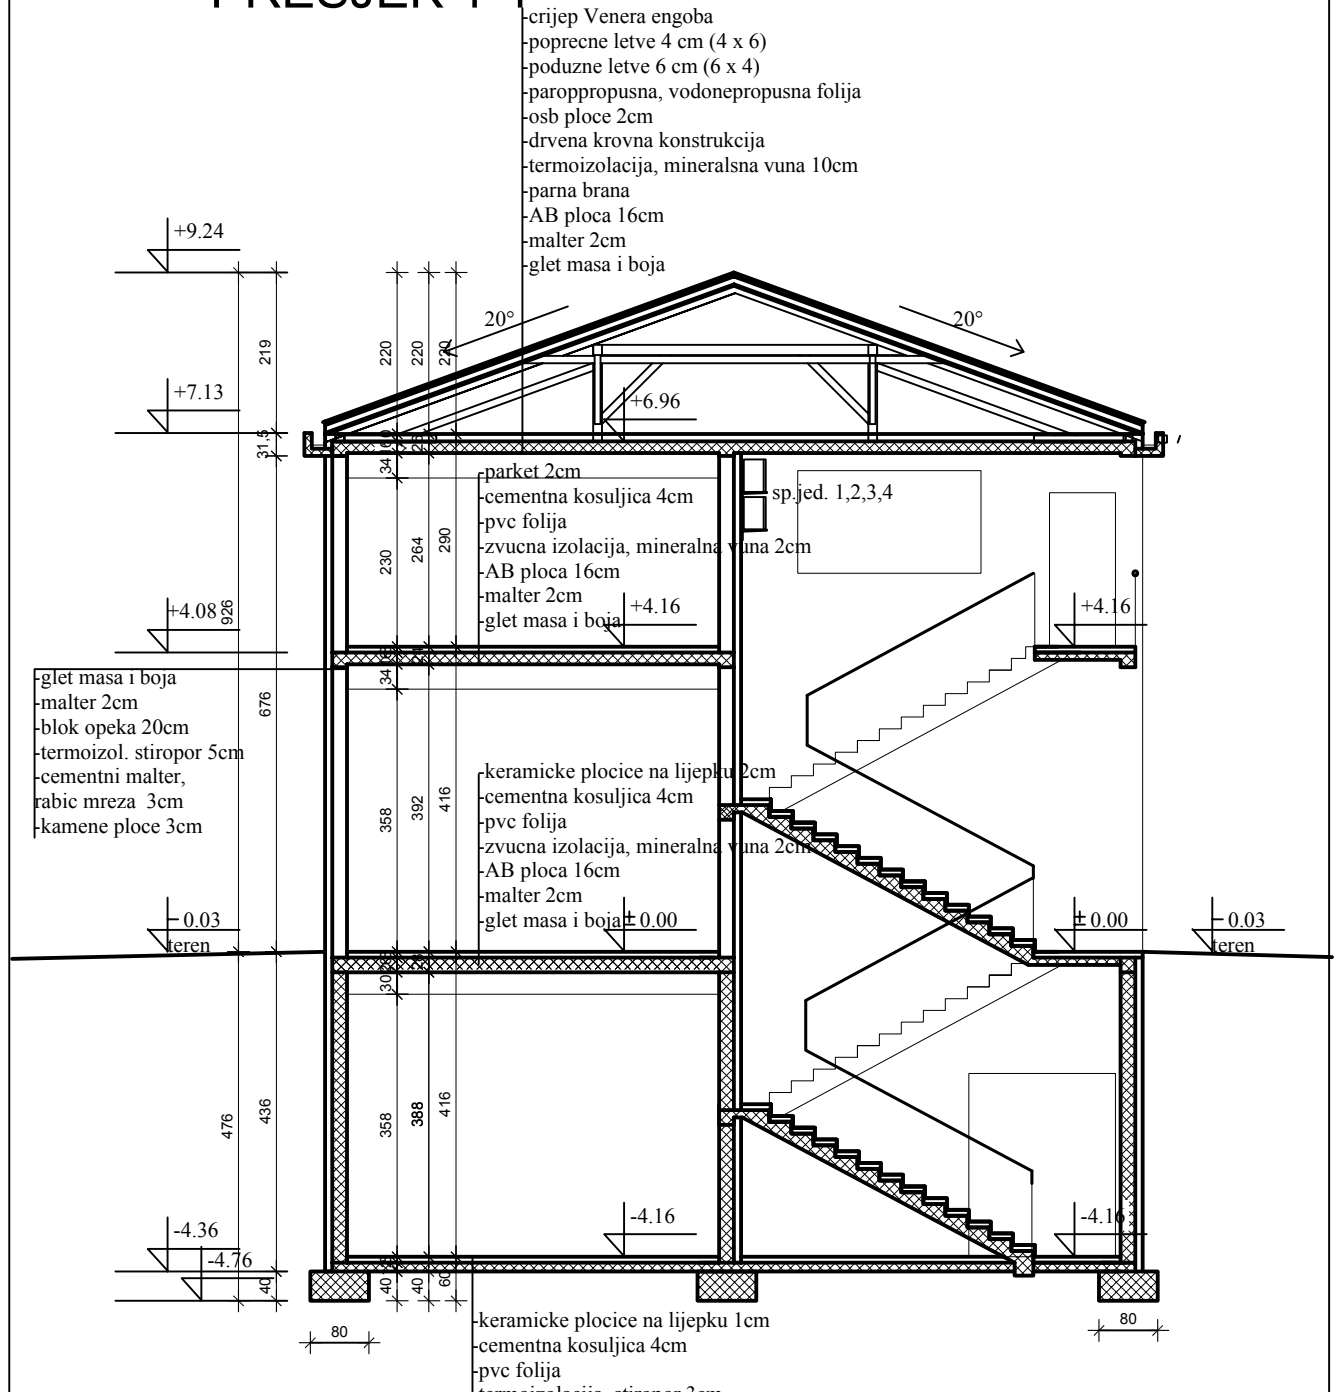 crijep Venera engoba
poprecne letve 4 cm (4 x 6)
poduzne letve 6 cm (6 x 4)
paroppropusna, vodonepropusna folija
osb ploce 2cm
drvena krovna konstrukcija
termoizolacija, mineralsna vuna 10cm
parna brana
AB ploca 16cm
malter 2cm
glet masa i boja
+9.24
20°
20°
219
220
220
220
+7.13
+6.96
31,5
34
parket 2cm
cementna kosuljica 4cm
pvc folija
zvucna izolacija, mineralna vuna 2cm
AB ploca 16cm
malter 2cm
glet masa i boja
sp.jed. 1,2,3,4
230
264
290
+4.08
926
+4.16
+4.16
34
glet masa i boja
malter 2cm
blok opeka 20cm
termoizol. stiropor 5cm
cementni malter,
rabic mreza 3cm
kamene ploce 3cm
676
358
392
416
keramicke plocice na lijepku 2cm
cementna kosuljica 4cm
pvc folija
zvucna izolacija, mineralna vuna 2cm
AB ploca 16cm
malter 2cm
glet masa i boja
− 0.03
teren
± 0.00
± 0.00
− 0.03
teren
30
476
436
358
388
416
-4.36
-4.76
-4.16
-4.16
40
40
40
60
80
80
keramicke plocice na lijepku 1cm
cementna kosuljica 4cm
pvc folija